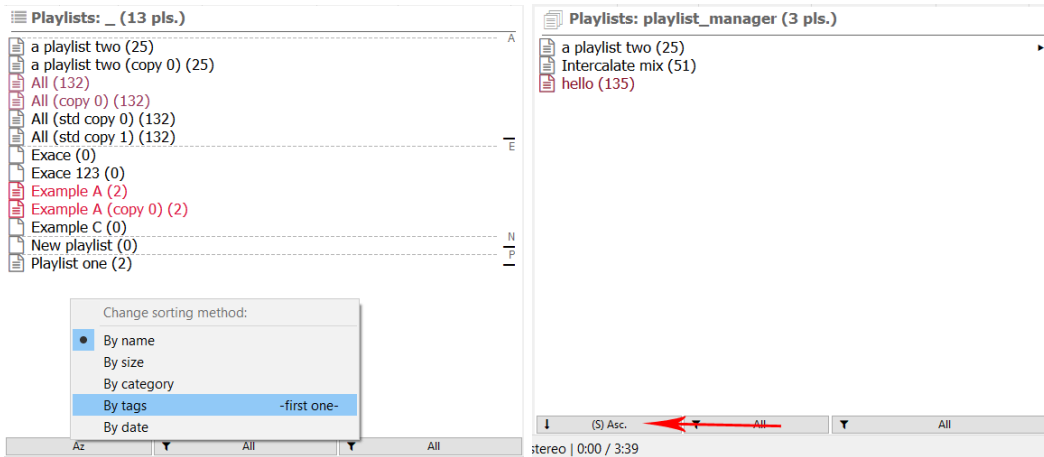 Playlists: _ (13 pls.)
A
a playlist two (25)
a playlist two (copy 0) (25)
All (132)
All (copy 0) (132)
All (std copy 0) (132)
All (std copy 1) (132)
E
Exace (0)
Exace 123 (0)
Example A (2)
Example A (copy 0) (2)
Example C (0)
N
New playlist (0)
P
Playlist one (2)
Change sorting method:
By name
By size
By category
By tags -first one-
By date
Az All All
Playlists: playlist_manager (3 pls.)
a playlist two (25)
Intercalate mix (51)
hello (135)
(S) Asc. All All
stereo | 0:00 / 3:39